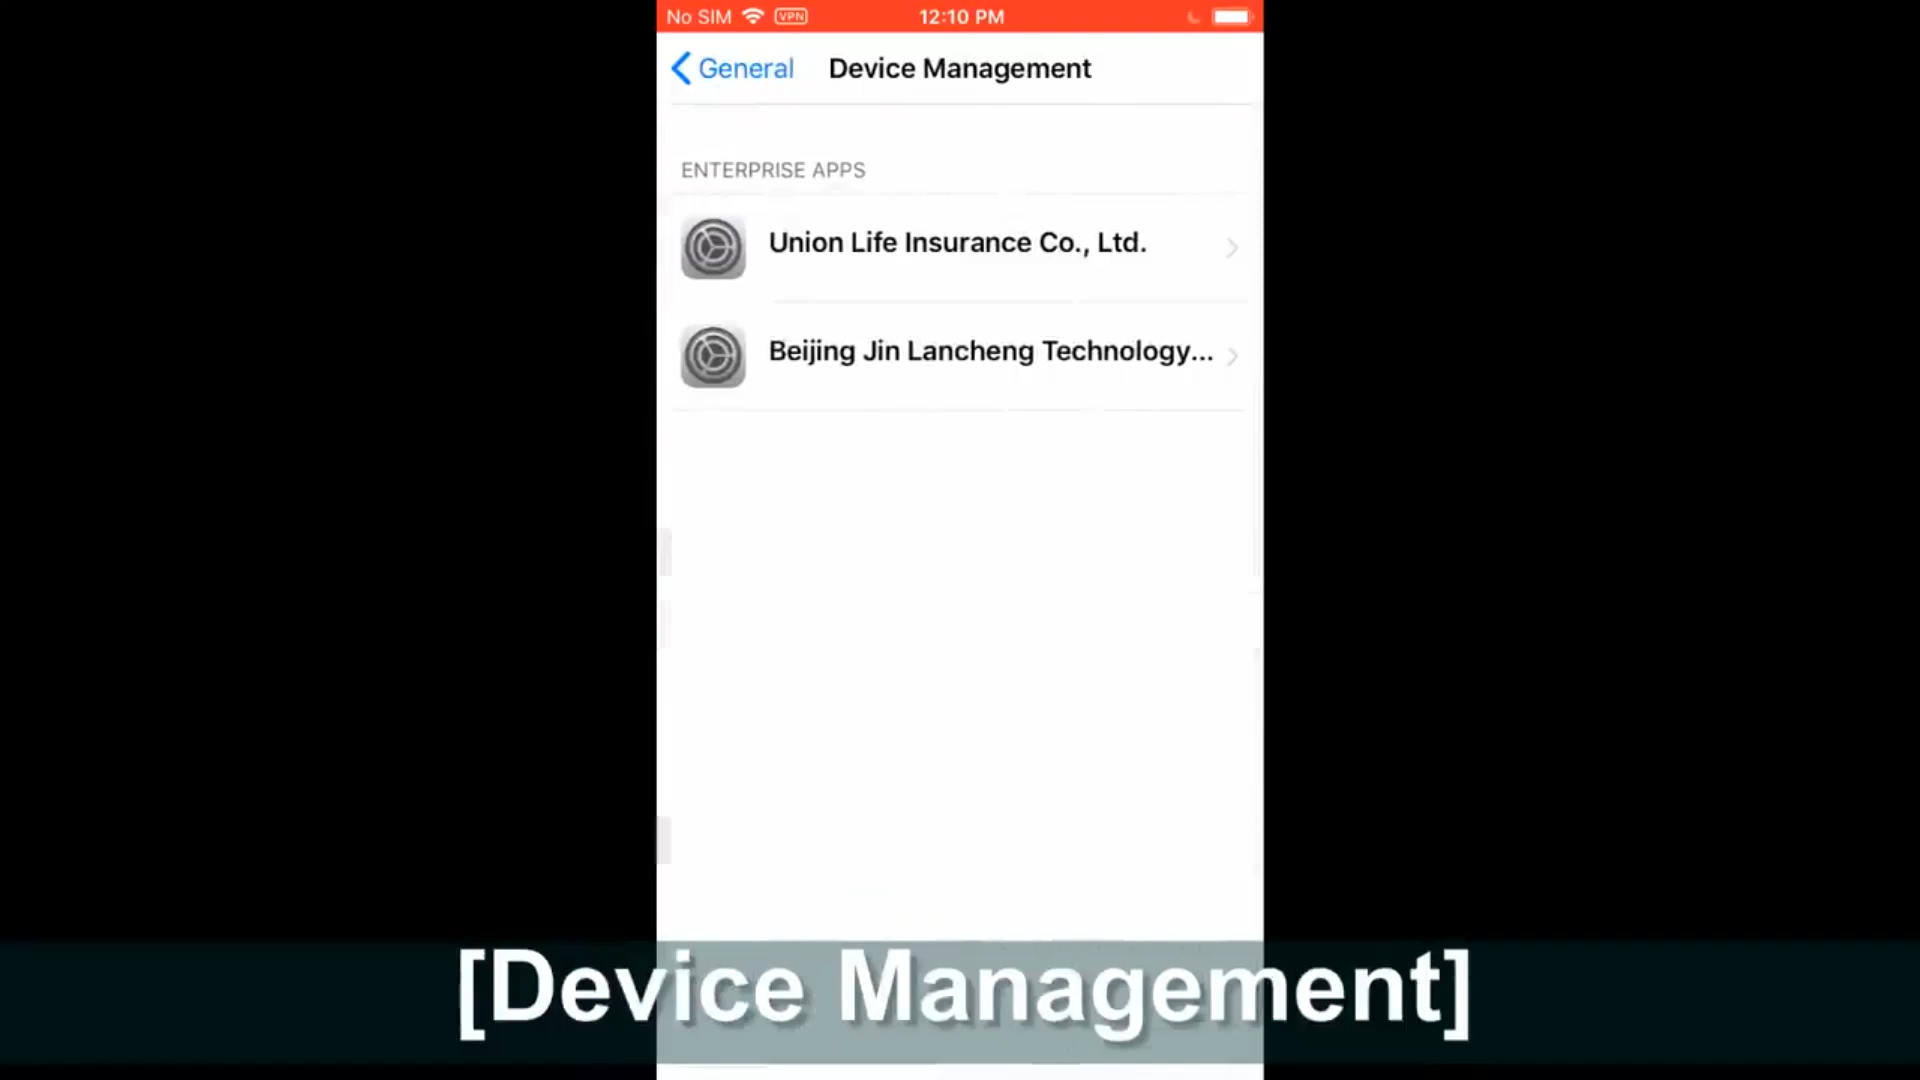 No SIM VPN 12:10 PM
General Device Management
ENTERPRISE APPS
Union Life Insurance Co., Ltd.
Beijing Jin Lancheng Technology...
[Device Management]